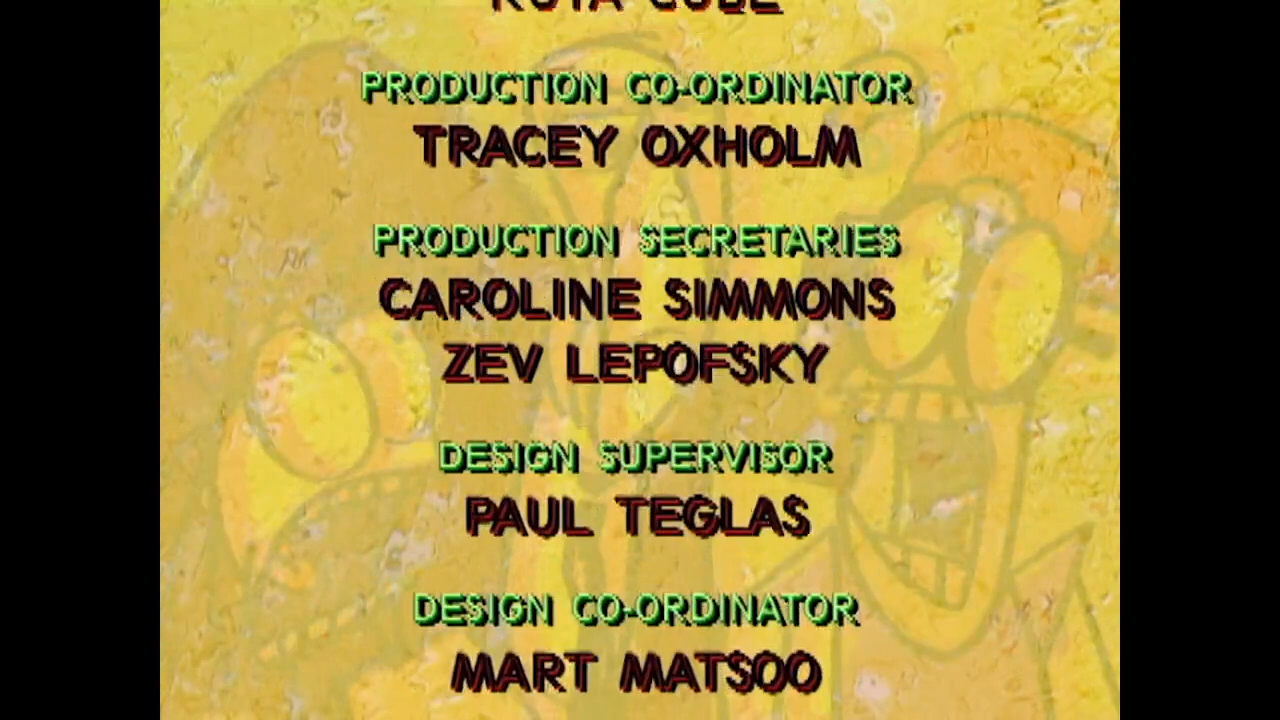 PRODUCTION CO-ORDINATOR
TRACEY OXHOLM
PRODUCTION SECRETARIES
CAROLINE SIMMONS
ZEV LEPOFSKY
DESIGN SUPERVISOR
PAUL TEGLAS
DESIGN CO-ORDINATOR
MART MATSOO